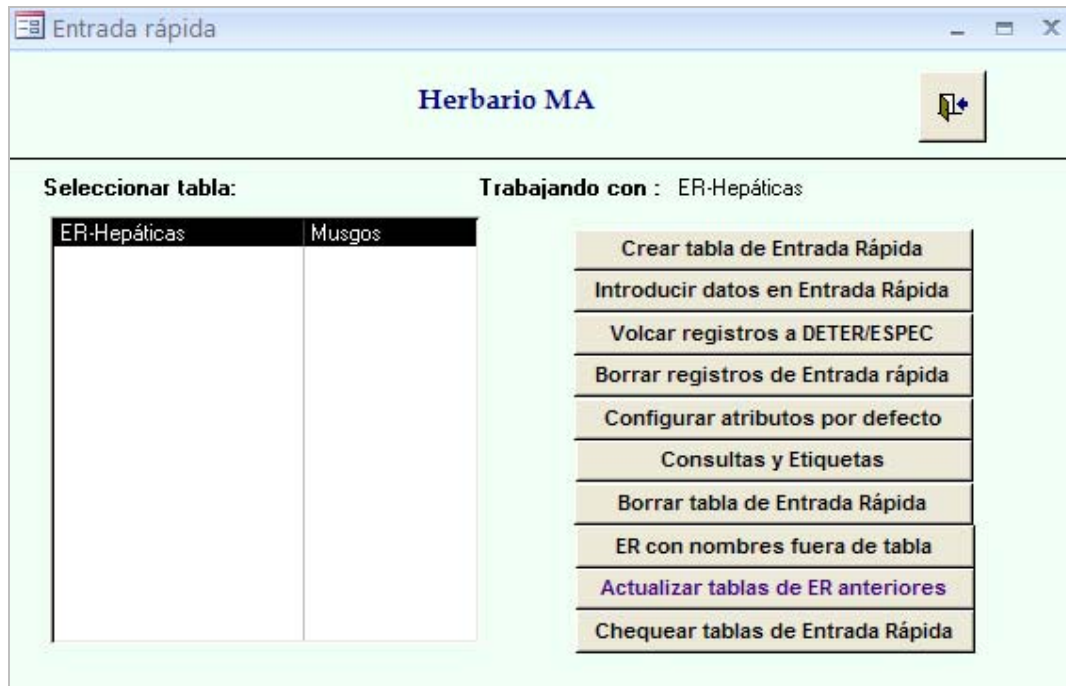 Entrada rápida
Herbario MA
Seleccionar tabla:
Trabajando con : ER-Hepáticas
ER-Hepáticas Musgos
Crear tabla de Entrada Rápida
Introducir datos en Entrada Rápida
Volcar registros a DETER/ESPEC
Borrar registros de Entrada rápida
Configurar atributos por defecto
Consultas y Etiquetas
Borrar tabla de Entrada Rápida
ER con nombres fuera de tabla
Actualizar tablas de ER anteriores
Chequear tablas de Entrada Rápida